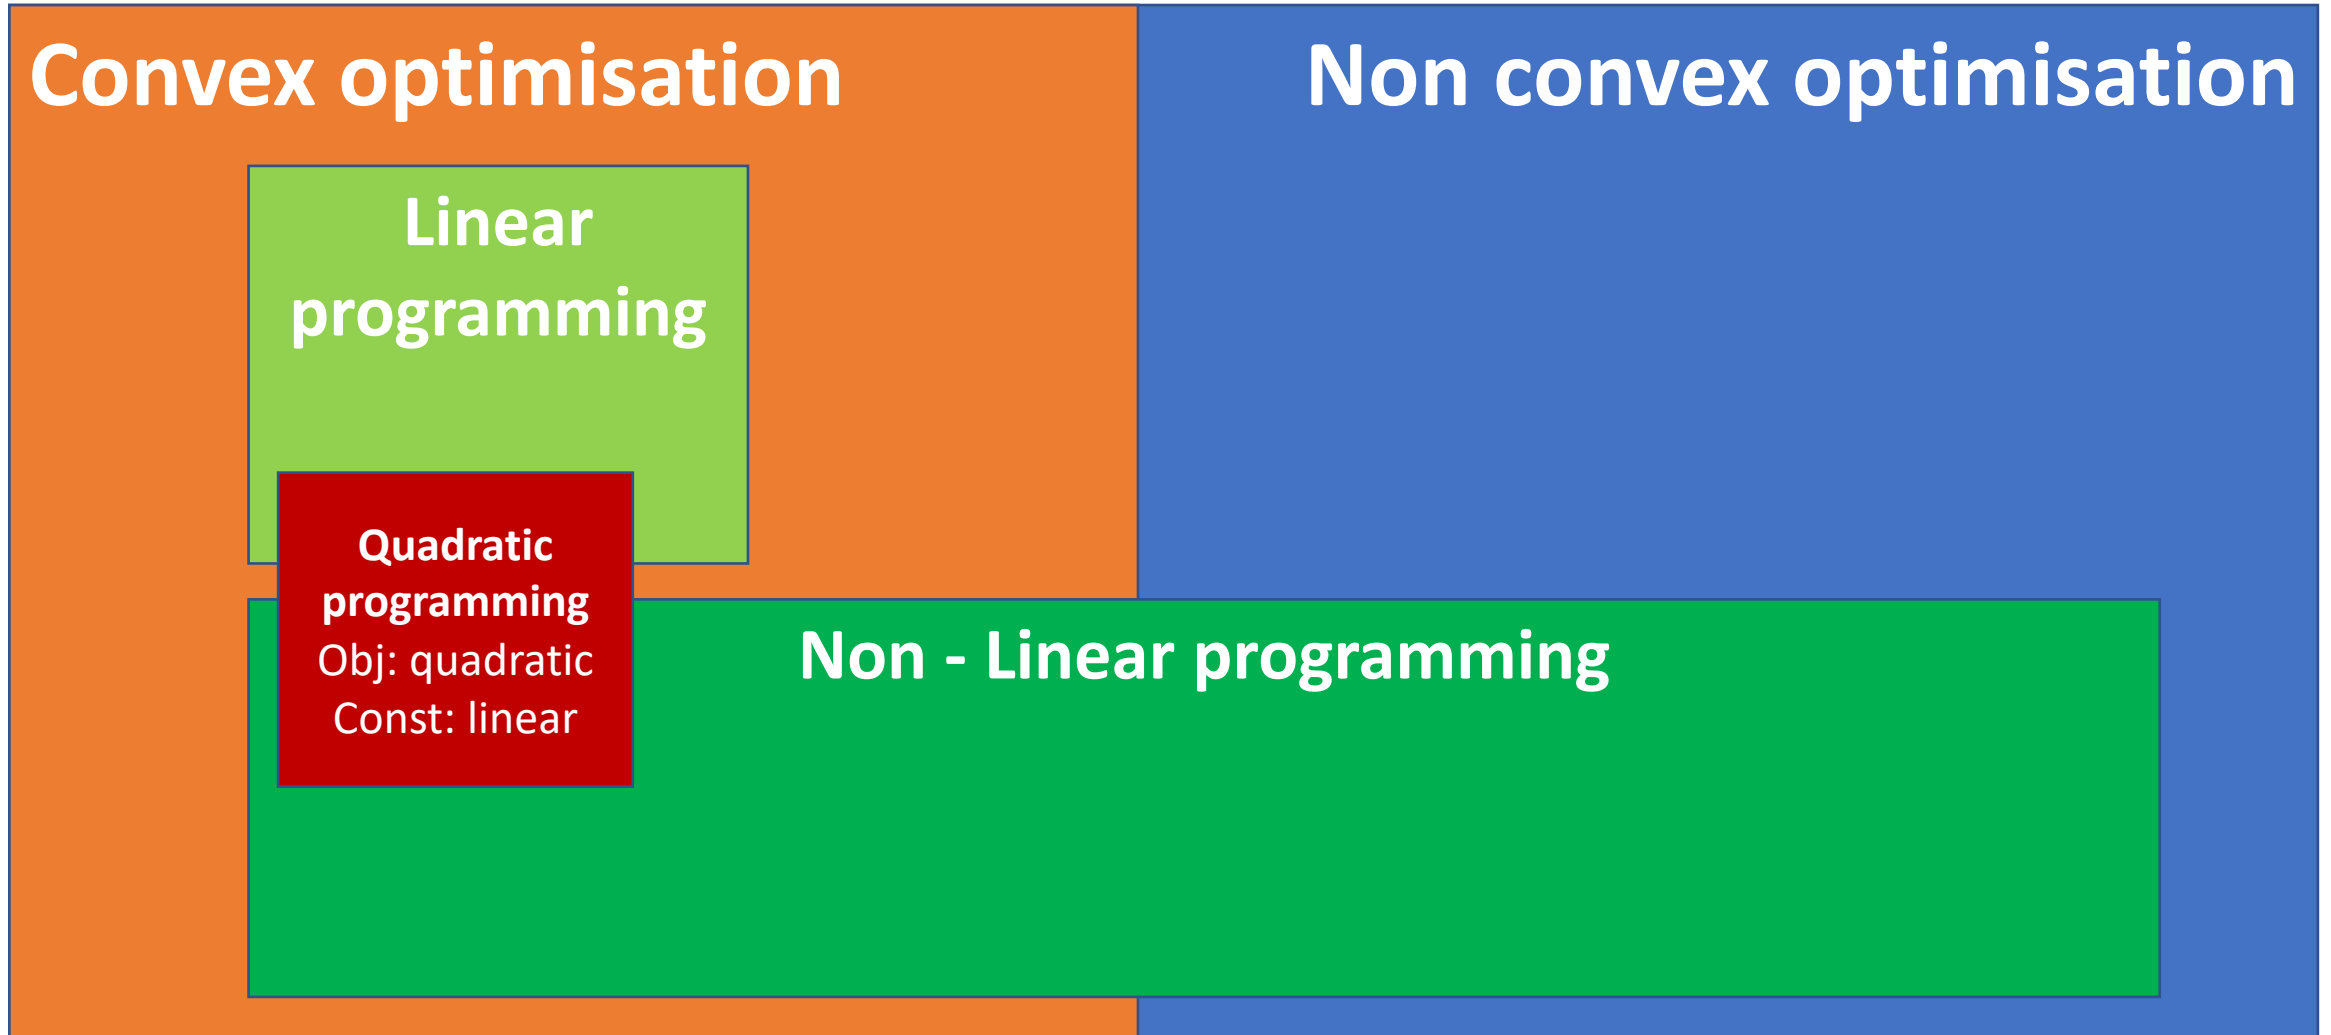 Convex optimisation
Non convex optimisation
Linear
programming
Quadratic
programming
Obj: quadratic
Const: linear
Non - Linear programming